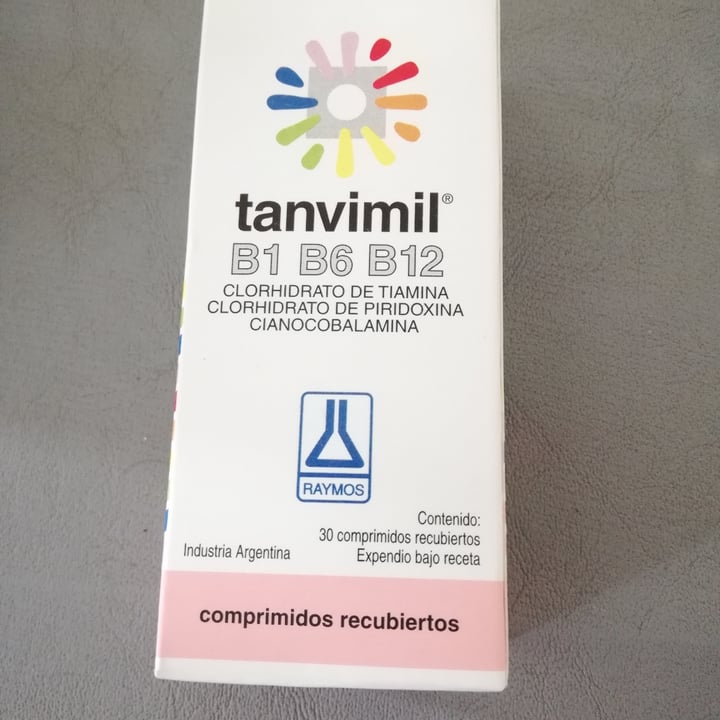 tanvimil®
B1 B6 B12
CLORHIDRATO DE TIAMINA
CLORHIDRATO DE PIRIDOXINA
CIANOCOBALAMINA
RAYMOS
Contenido:
30 comprimidos recubiertos
Expendio bajo receta
Industria Argentina
comprimidos recubiertos